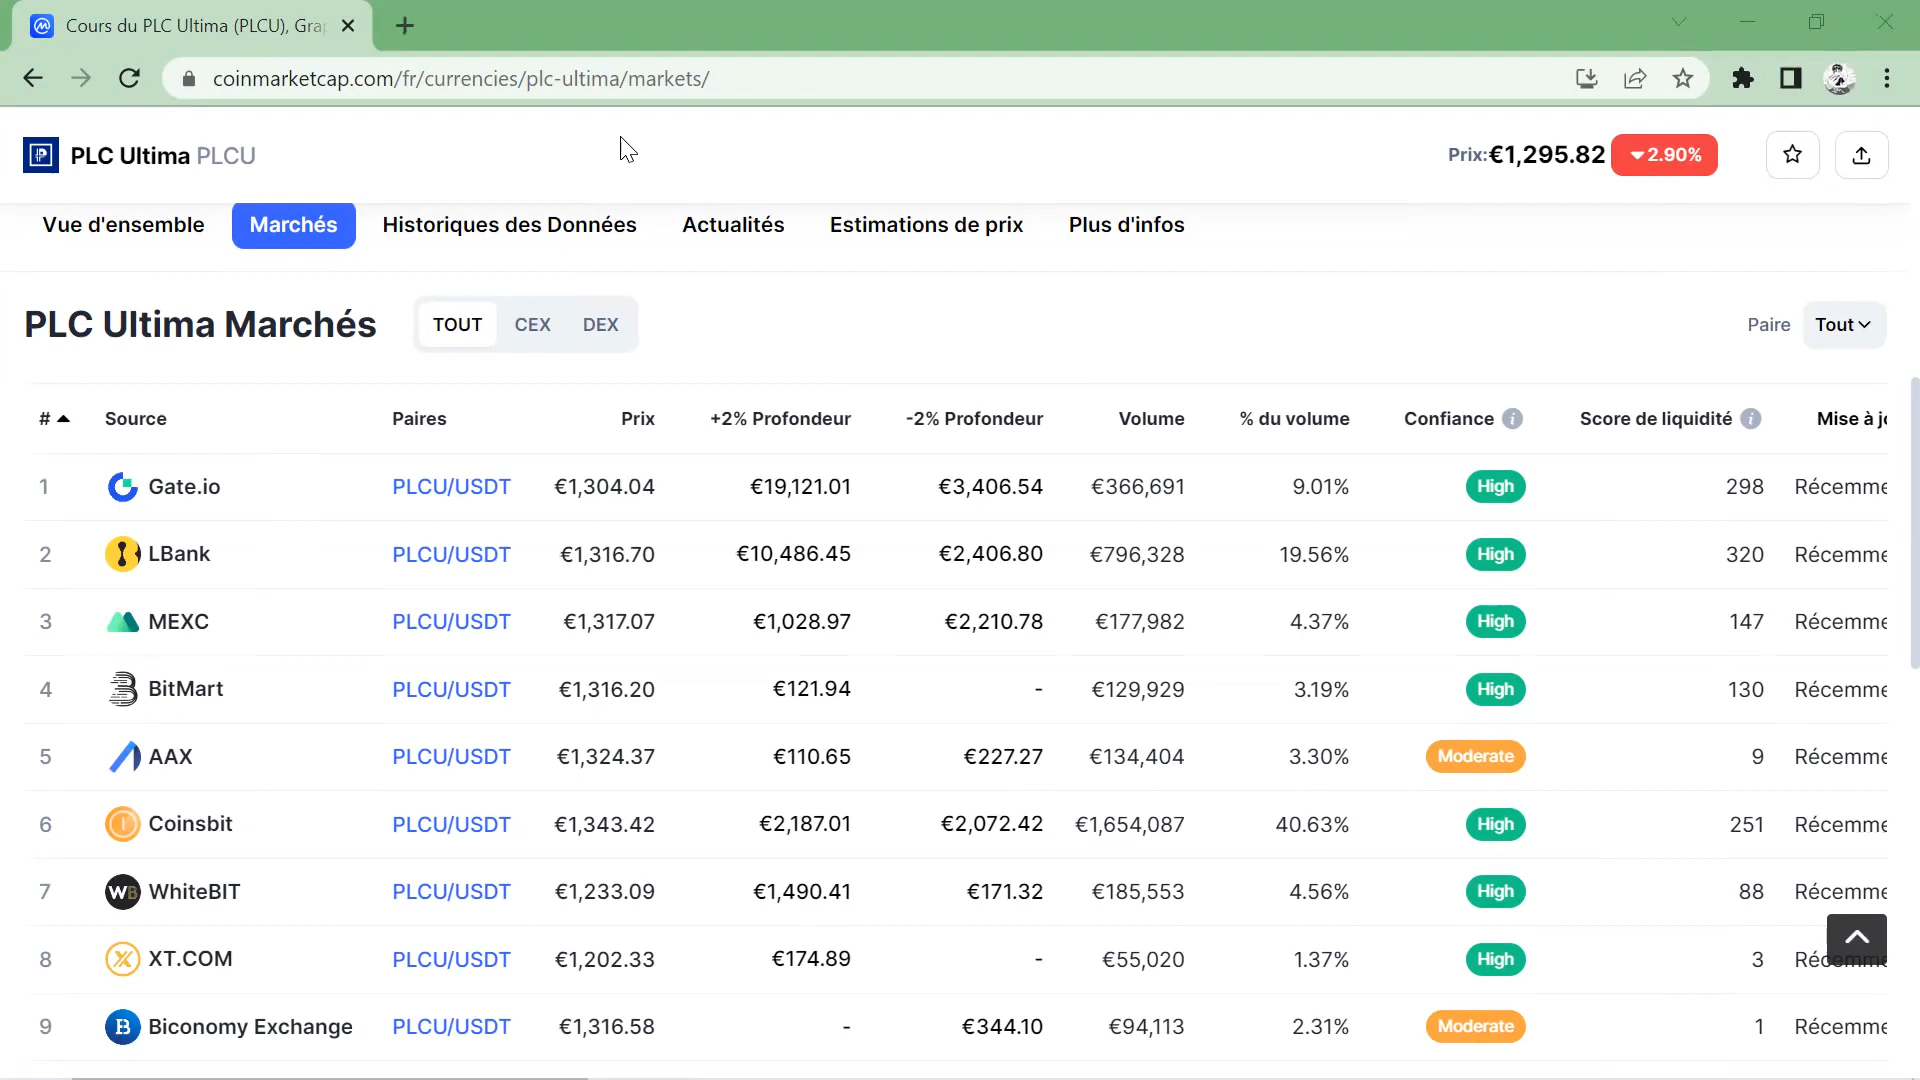 Cours du PLC Ultima (PLCU), Gra
coinmarketcap.com/fr/currencies/plc-ultima/markets/
PLC Ultima PLCU
Prix:€1,295.82 2.90%
Vue d'ensemble Marchés Historiques des Données Actualités Estimations de prix Plus d'infos
PLC Ultima Marchés TOUT CEX DEX Paire Tout
# Source Paires Prix +2% Profondeur -2% Profondeur Volume % du volume Confiance Score de liquidité Mise à jo
1 Gate.io PLCU/USDT €1,304.04 €19,121.01 €3,406.54 €366,691 9.01% High 298 Récemme
2 LBank PLCU/USDT €1,316.70 €10,486.45 €2,406.80 €796,328 19.56% High 320 Récemme
3 MEXC PLCU/USDT €1,317.07 €1,028.97 €2,210.78 €177,982 4.37% High 147 Récemme
4 BitMart PLCU/USDT €1,316.20 €121.94 - €129,929 3.19% High 130 Récemme
5 AAX PLCU/USDT €1,324.37 €110.65 €227.27 €134,404 3.30% Moderate 9 Récemme
6 Coinsbit PLCU/USDT €1,343.42 €2,187.01 €2,072.42 €1,654,087 40.63% High 251 Récemme
7 WhiteBIT PLCU/USDT €1,233.09 €1,490.41 €171.32 €185,553 4.56% High 88 Récemme
8 XT.COM PLCU/USDT €1,202.33 €174.89 - €55,020 1.37% High 3 Récemme
9 Biconomy Exchange PLCU/USDT €1,316.58 - €344.10 €94,113 2.31% Moderate 1 Récemme